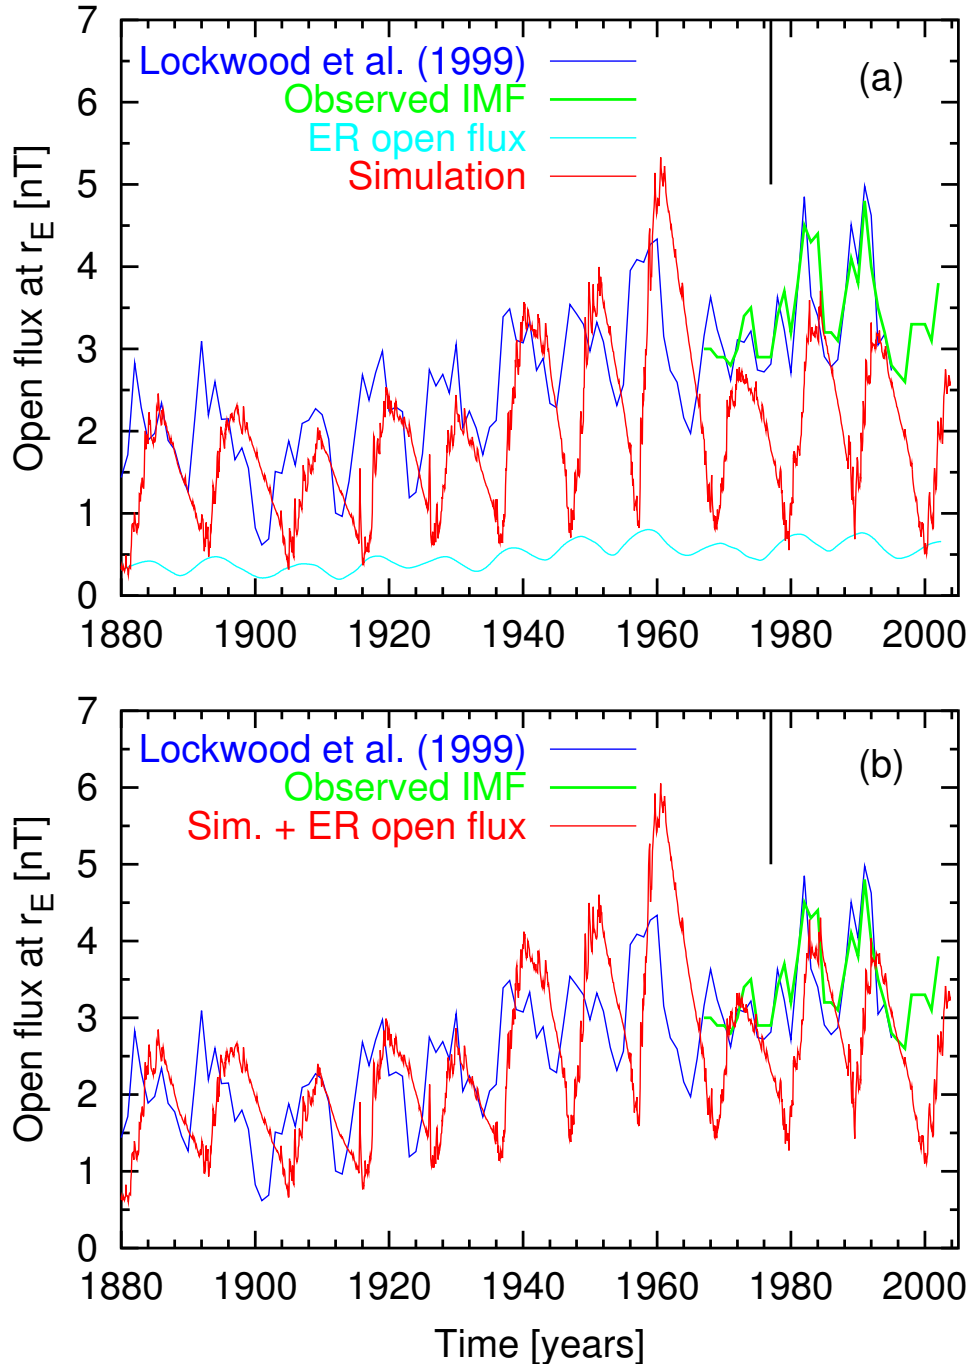 7
Lockwood et al. (1999)
(a)
6
Observed IMF
ER open flux
5
Simulation
4
3
2
1
0
Open flux at rE [nT]
1880 1900 1920 1940 1960 1980 2000
7
Lockwood et al. (1999)
(b)
6
Observed IMF
Sim. + ER open flux
5
4
3
2
1
0
Open flux at rE [nT]
1880 1900 1920 1940 1960 1980 2000
Time [years]